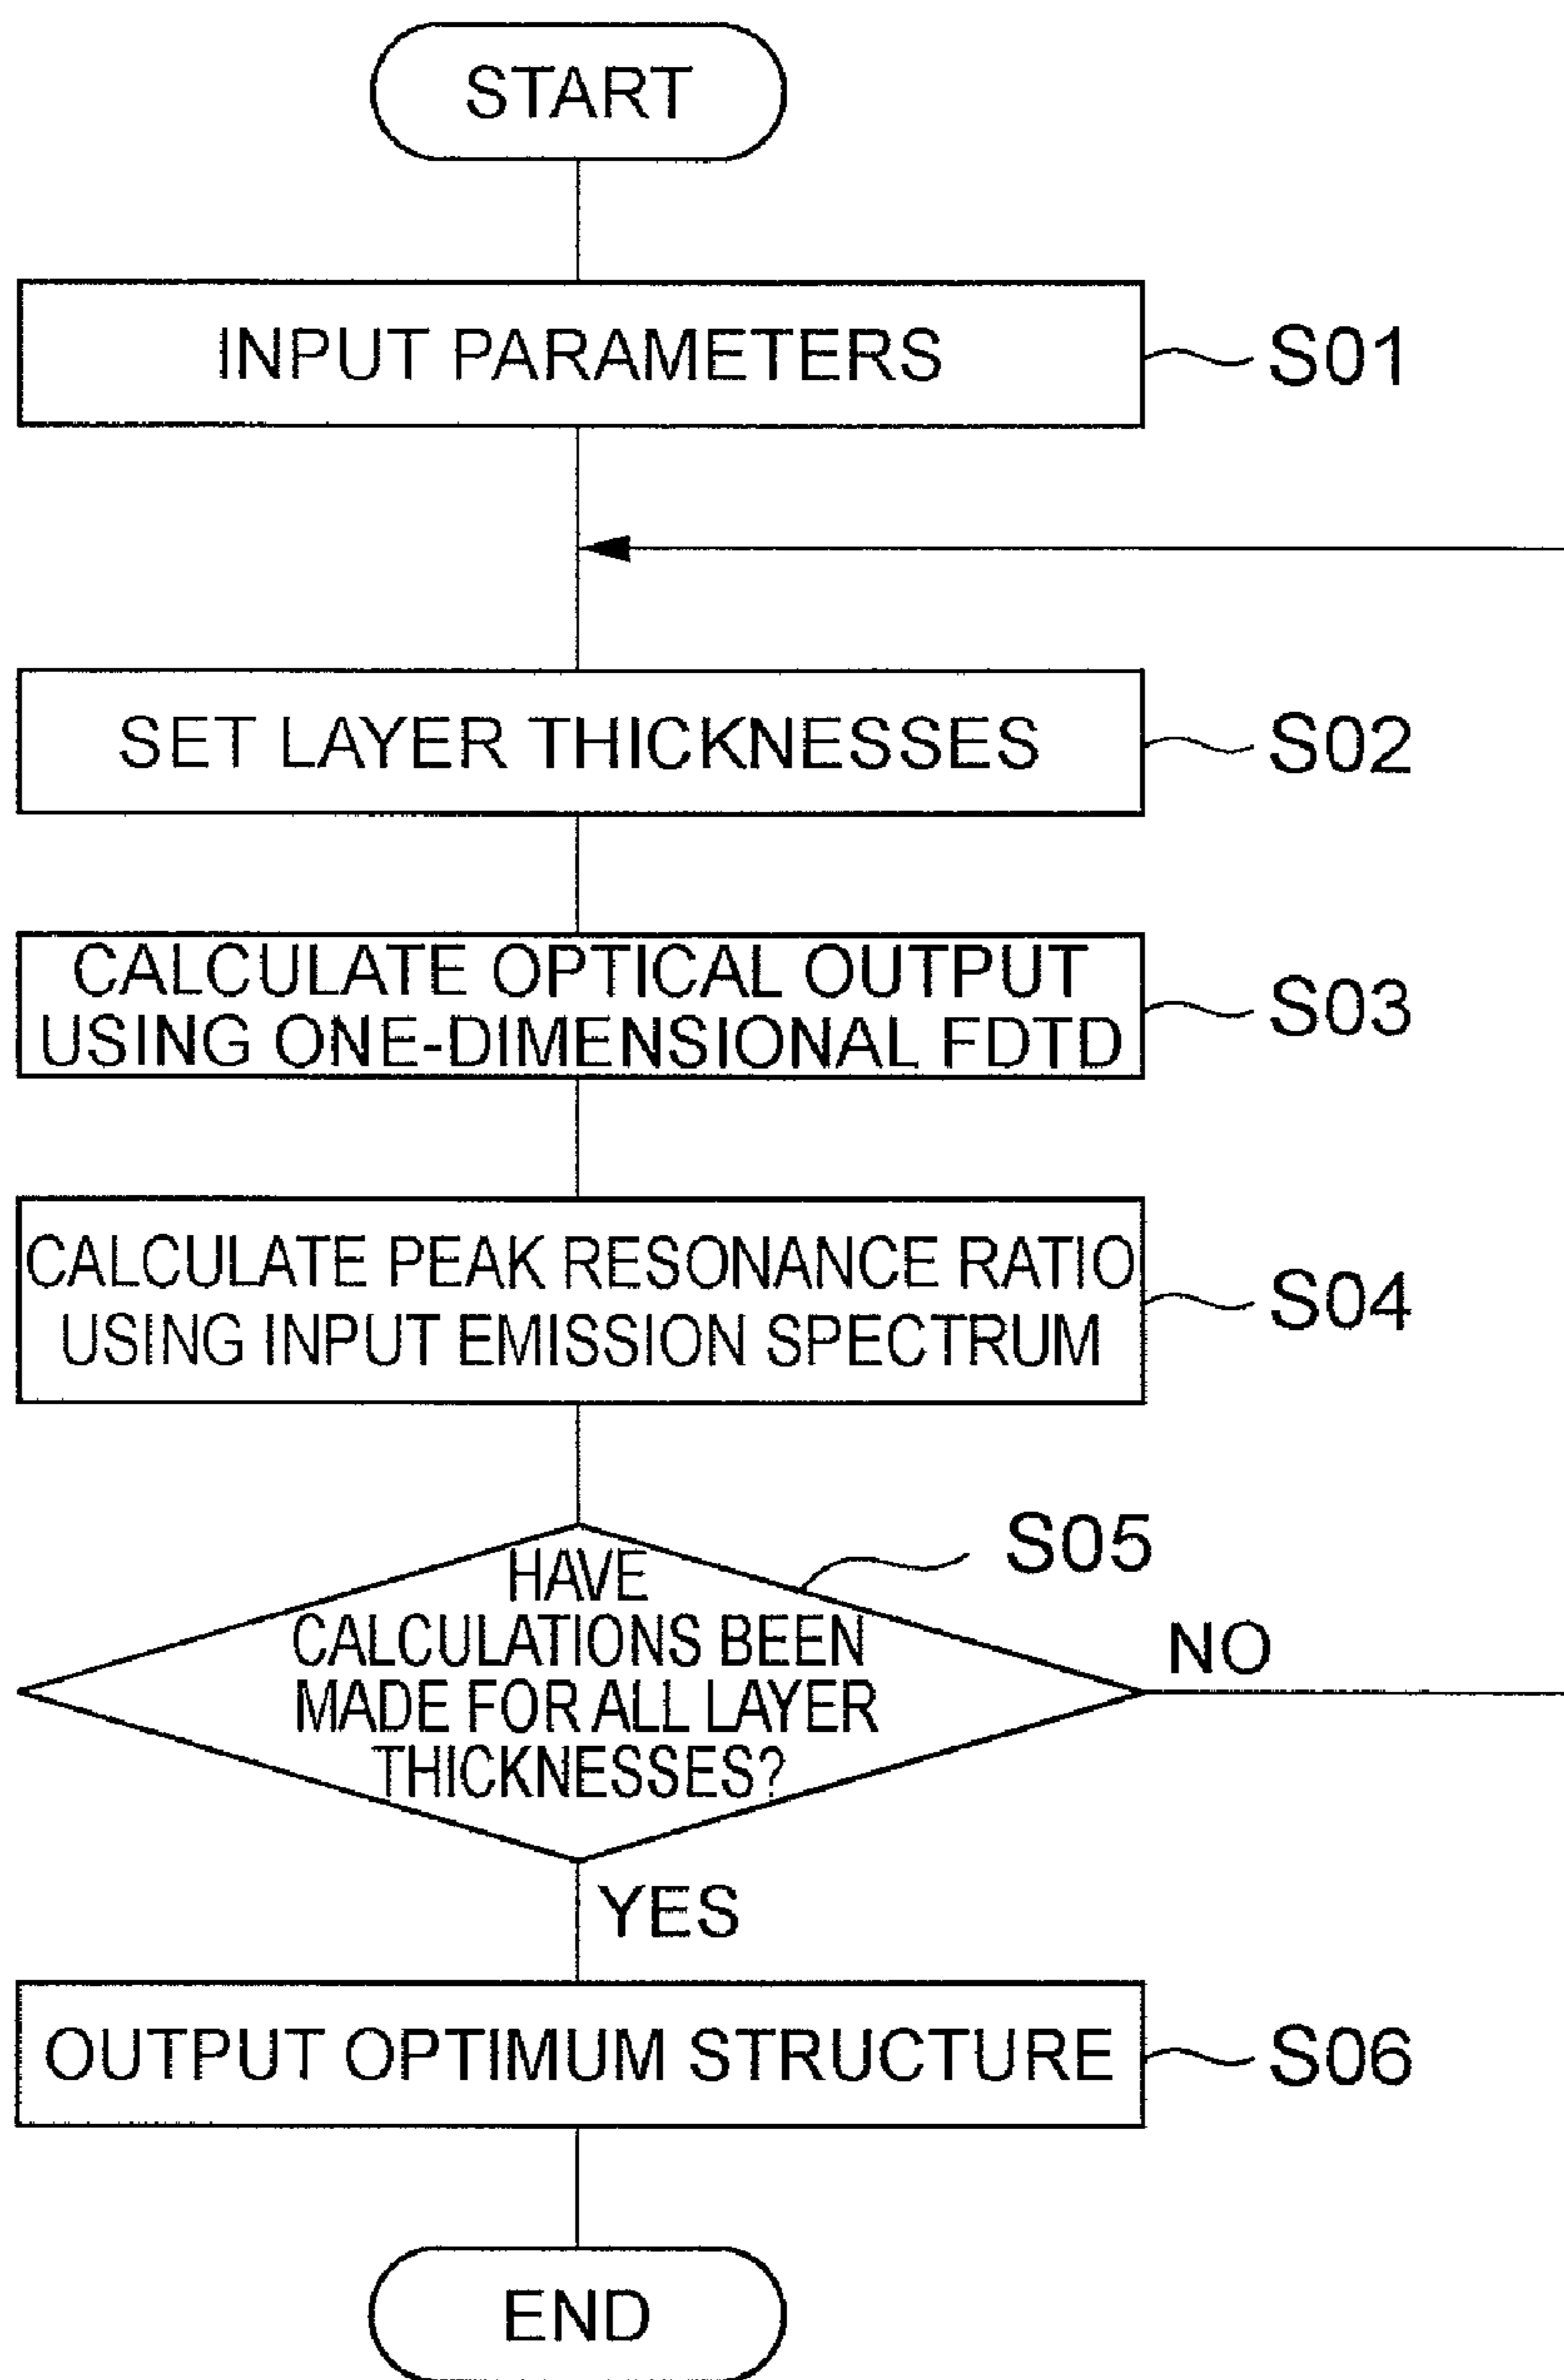 START
INPUT PARAMETERS
S01
SET LAYER THICKNESSES
S02
CALCULATE OPTICAL OUTPUT
USING ONE-DIMENSIONAL FDTD
S03
CALCULATE PEAK RESONANCE RATIO
USING INPUT EMISSION SPECTRUM
S04
HAVE
CALCULATIONS BEEN
MADE FOR ALL LAYER
THICKNESSES?
S05
NO
YES
OUTPUT OPTIMUM STRUCTURE
S06
END